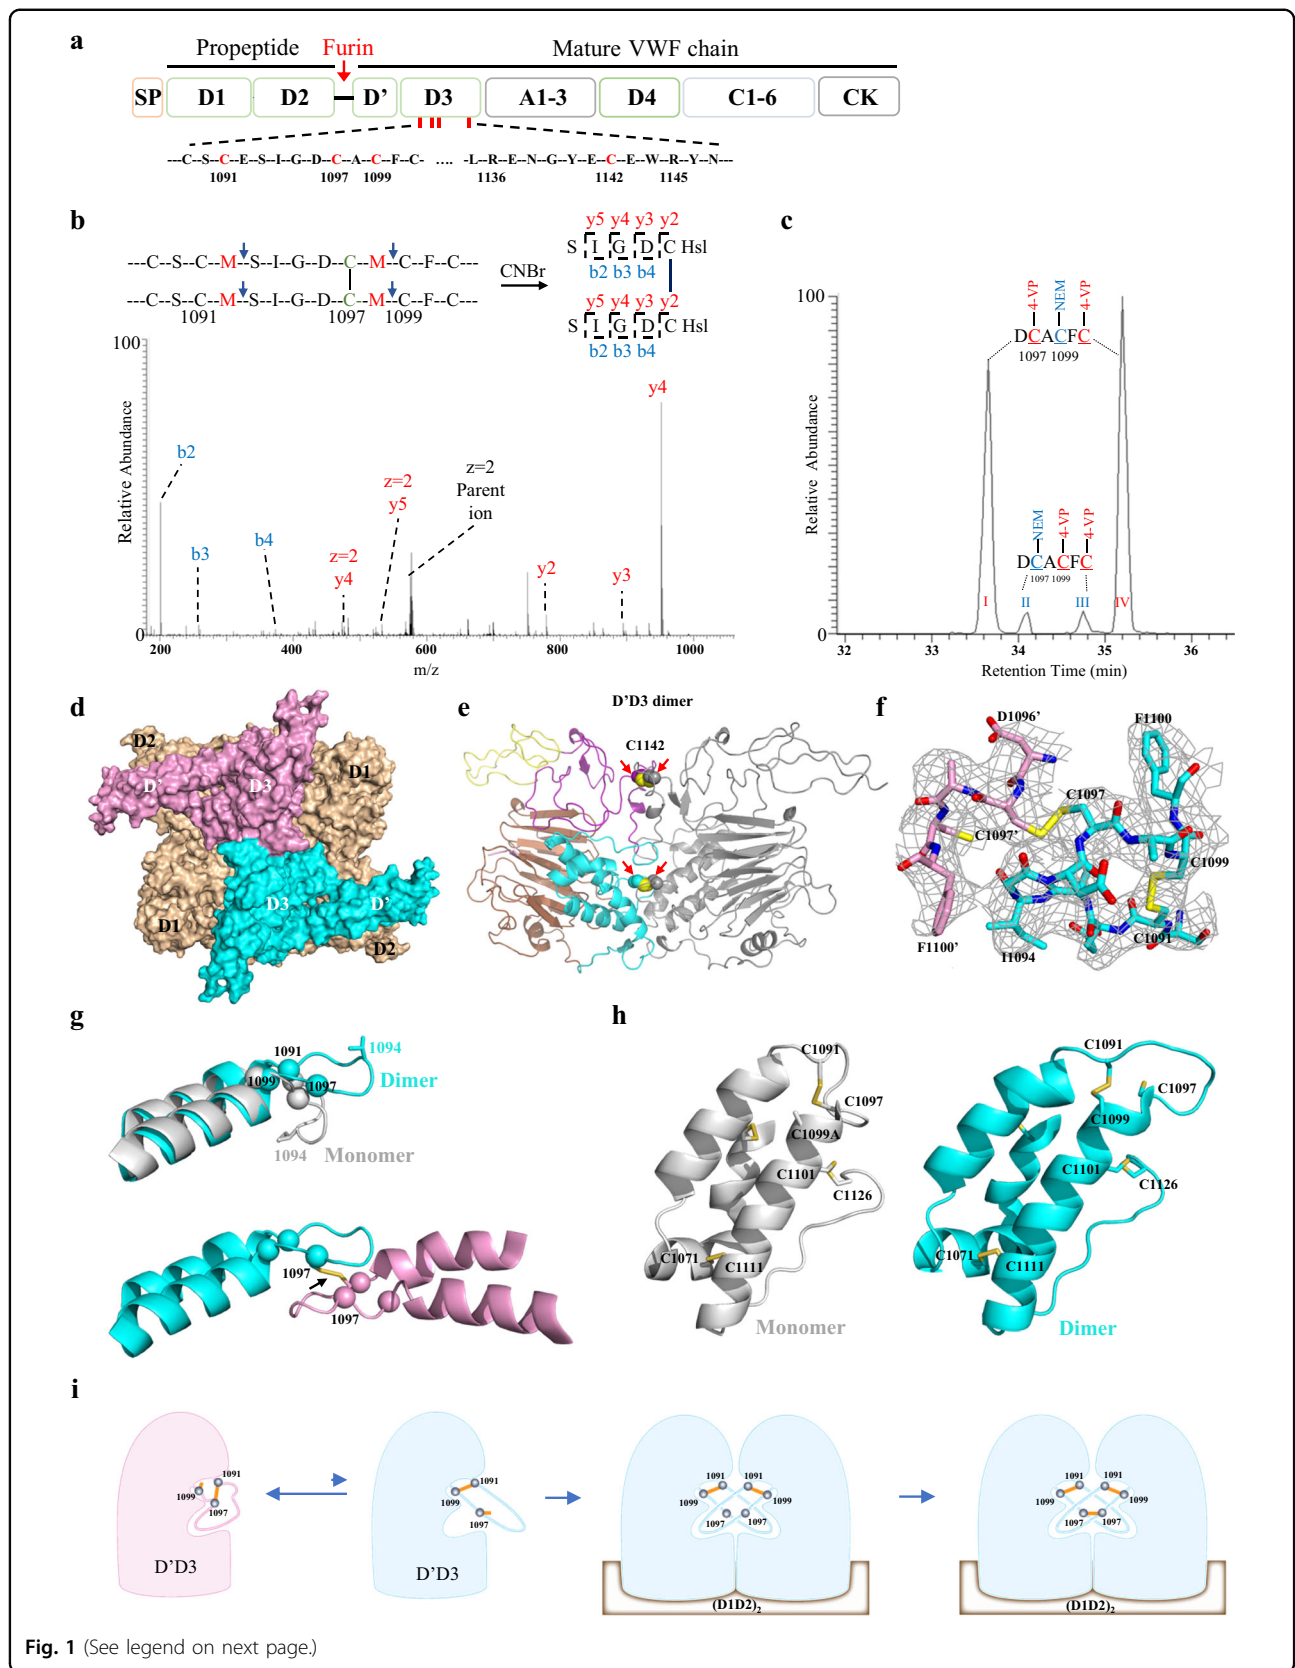 a
Propeptide Furin Mature VWF chain
SP D1 D2 D' D3 A1-3 D4 C1-6 CK
---C--S--C--E--S--I--G--D--C--A--C--F--C- .... -L--R--E--N--G--Y--E--C--E--W--R--Y--N---
1091 1097 1099 1136 1142 1145
b
---C--S--C--M--S--I--G--D--C--M--C--F--C---
---C--S--C--M--S--I--G--D--C--M--C--F--C---
1091 1097 1099
CNBr
y5 y4 y3 y2
S I G D C Hsl
b2 b3 b4
y5 y4 y3 y2
S I G D C Hsl
b2 b3 b4
100
Relative Abundance
0
b2
b3
b4
z=2
y4
z=2
y5
z=2
Parent
ion
y2
y3
y4
200 400 600 800 1000
m/z
c
100
Relative Abundance
0
4-VP NEM 4-VP
DCACFC
1097 1099
NEM 4-VP 4-VP
DCACFC
1097 1099
I II III IV
32 33 34 35 36
Retention Time (min)
d
D2
D1
D'
D3
D3
D'
D1
D2
e
D'D3 dimer
C1142
f
D1096'
F1100
C1097
C1097'
C1099
C1091
F1100'
I1094
g
1091
1094
1099
1097
Dimer
1094
Monomer
1097
1097
h
C1091
C1097
C1099A
C1101
C1126
C1071
C1111
Monomer
C1091
C1097
C1099
C1101
C1126
C1071
C1111
Dimer
i
1091
1099
1097
D'D3
1091
1099
1097
D'D3
1091 1091
1099 1099
1097 1097
(D1D2)2
1091 1091
1099 1099
1097 1097
(D1D2)2
Fig. 1 (See legend on next page.)